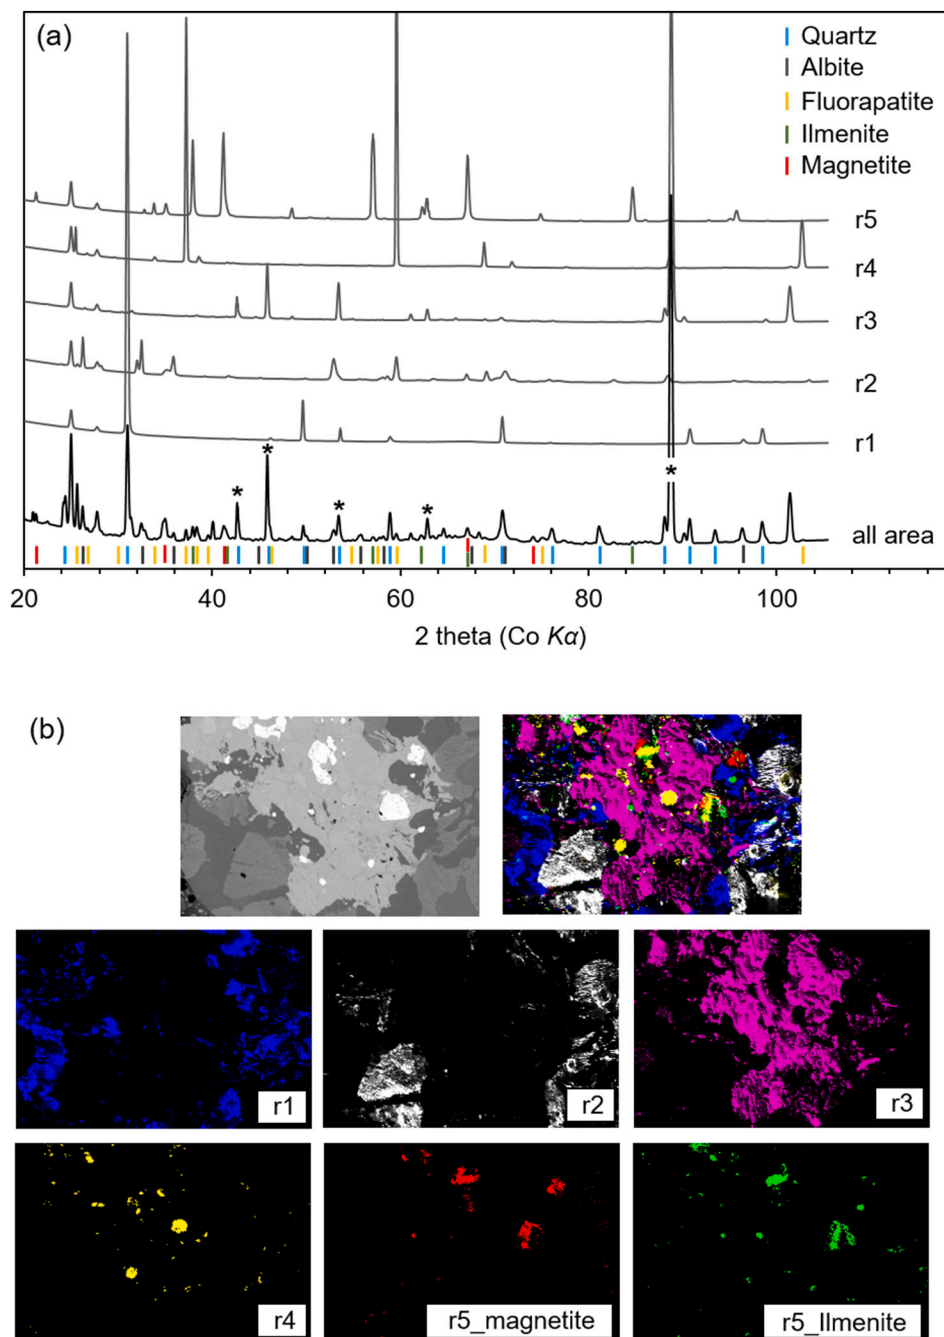 (a)
Quartz
Albite
Fluorapatite
Ilmenite
Magnetite
r5
r4
r3
r2
r1
* * * * *
all area
20 40 60 80 100
2 theta (Co Kα)
(b)
r1 r2 r3
r4 r5_magnetite r5_Ilmenite